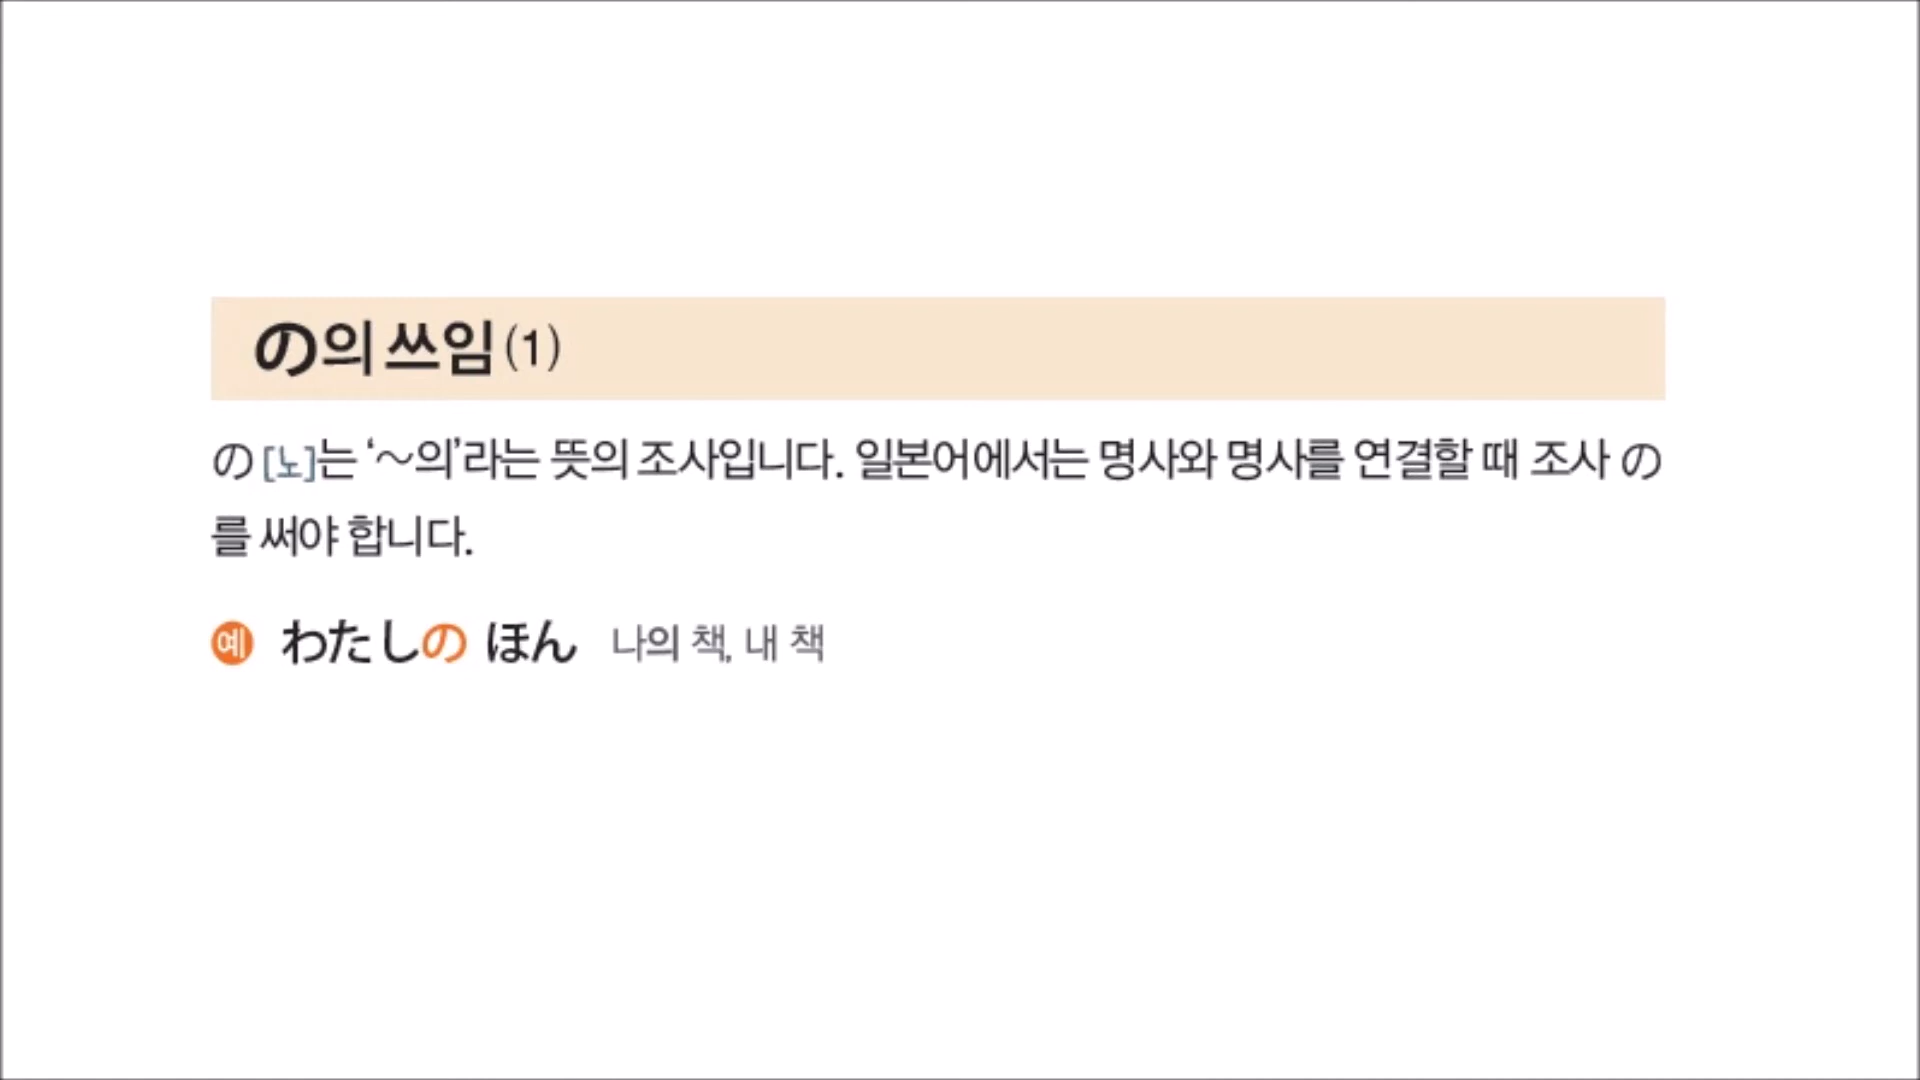 の의 쓰임(1)
の [노]는 ‘～의’라는 뜻의 조사입니다. 일본어에서는 명사와 명사를 연결할 때 조사 の
를 써야 합니다.
예 わたしの ほん 나의 책, 내 책